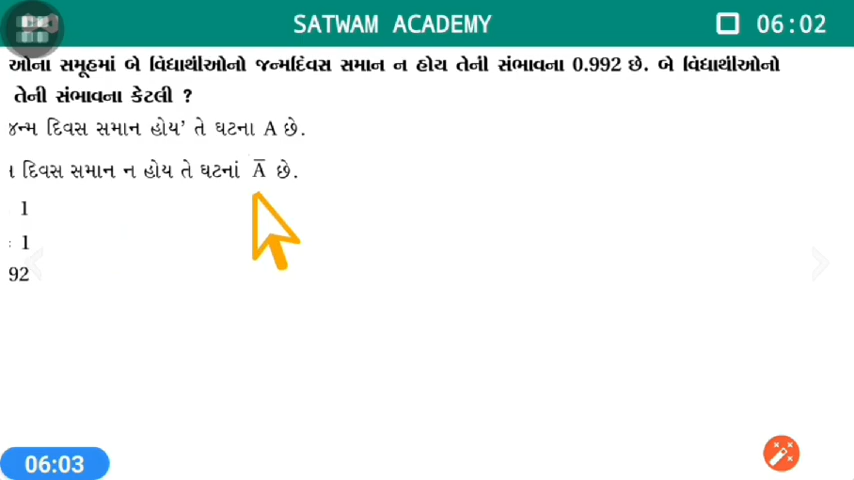 SATWAM ACADEMY
06:02
ઓના સમૂહમાં બે વિદ્યાર્થીઓનો જન્મદિવસ સમાન ન હોય તેની સંભાવના 0.992 છે. બે વિદ્યાર્થીઓનો
તેની સંભાવના કેટલી ?
જન્મ દિવસ સમાન હોય' તે ઘટના A છે.
દિવસ સમાન ન હોય તે ઘટનાં A̅ છે.
1
: 1
92
06:03